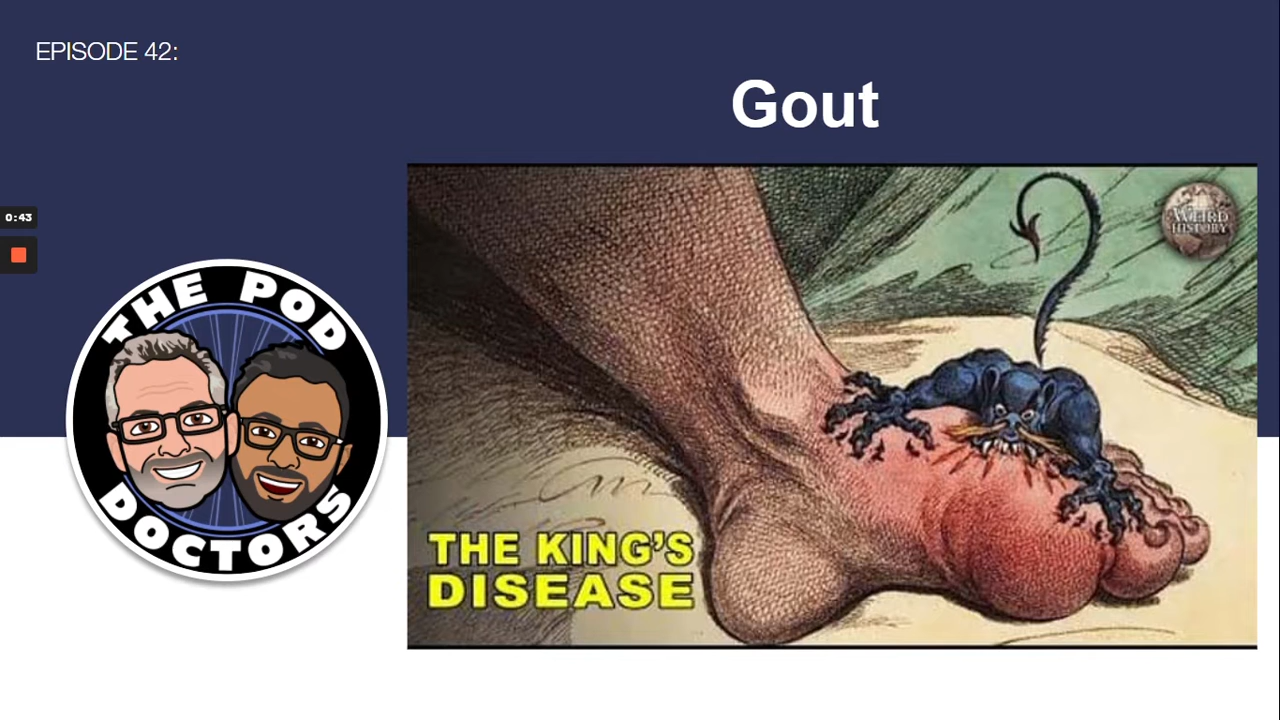 EPISODE 42:
Gout
0:43
WEIRD
HISTORY
THE POD
DOCTORS
THE KING'S
DISEASE